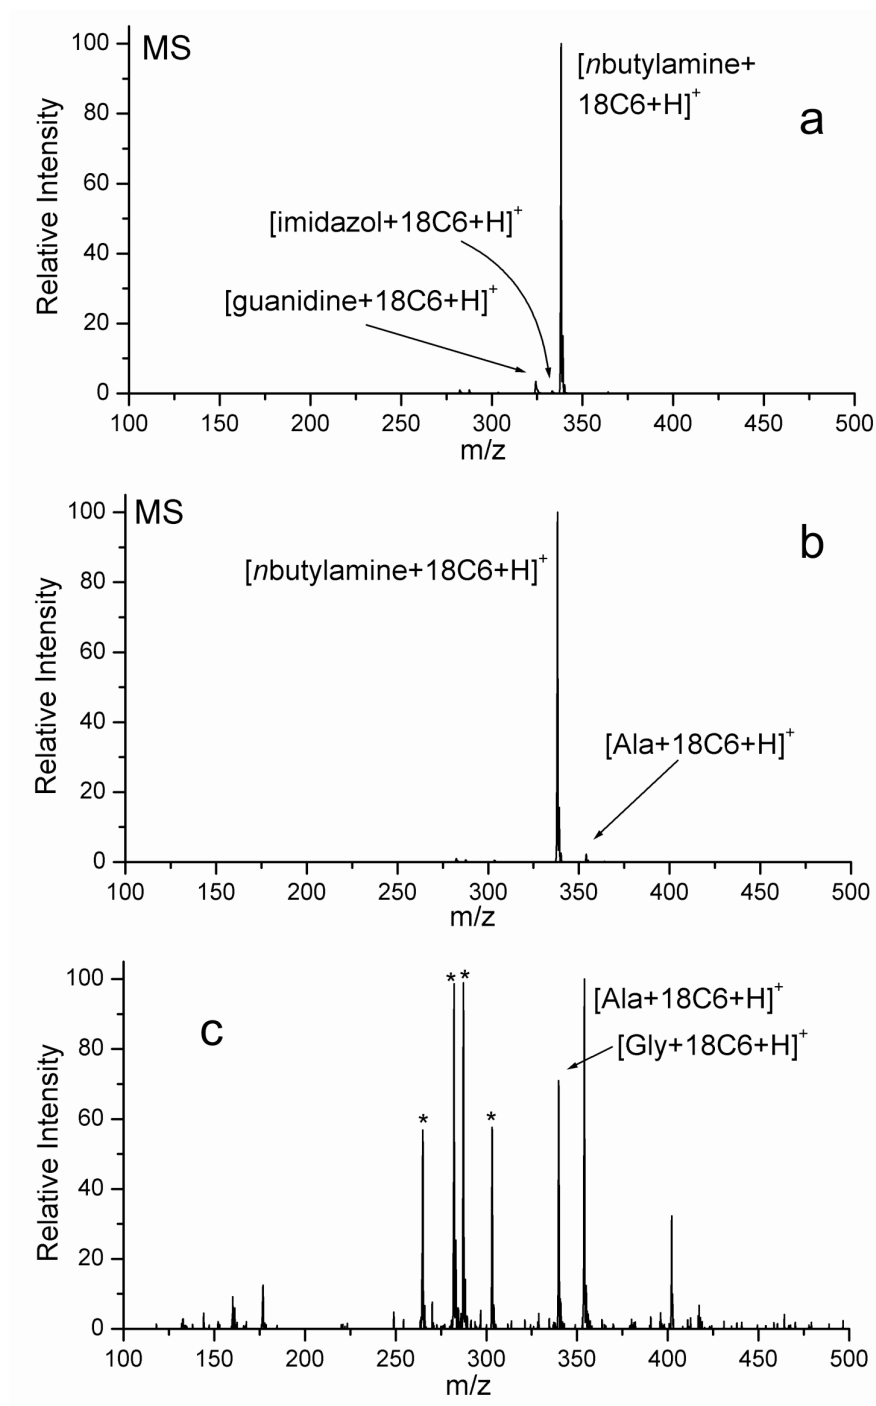 MS
[nbutylamine+
18C6+H]+
a
[imidazol+18C6+H]+
[guanidine+18C6+H]+
Relative Intensity
100
80
60
40
20
0
100 150 200 250 300 350 400 450 500
m/z
MS
b
[nbutylamine+18C6+H]+
[Ala+18C6+H]+
Relative Intensity
100
80
60
40
20
0
100 150 200 250 300 350 400 450 500
m/z
c
* *
[Ala+18C6+H]+
[Gly+18C6+H]+
* *
Relative Intensity
100
80
60
40
20
0
100 150 200 250 300 350 400 450 500
m/z